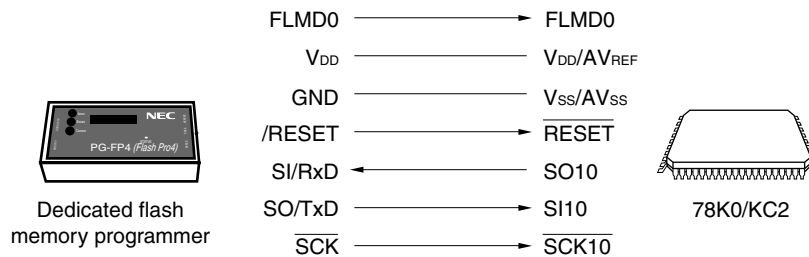 FLMD0 FLMD0
VDD VDD/AVREF
GND VSS/AVSS
/RESET RESET
SI/RxD SO10
SO/TxD SI10
SCK SCK10
NEC
PG-FP4 (Flash Pro4)
Dedicated flash
memory programmer
78K0/KC2